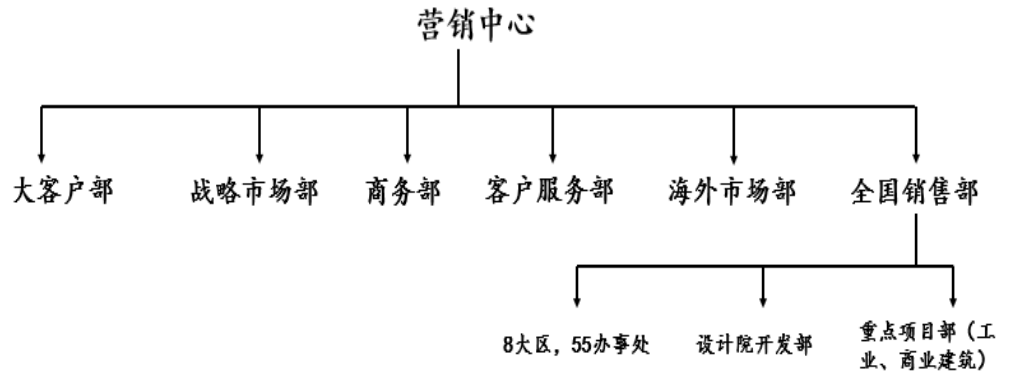 营销中心
大客户部
战略市场部
商务部
客户服务部
海外市场部
全国销售部
8大区，55办事处
设计院开发部
重点项目部（工
业、商业建筑）